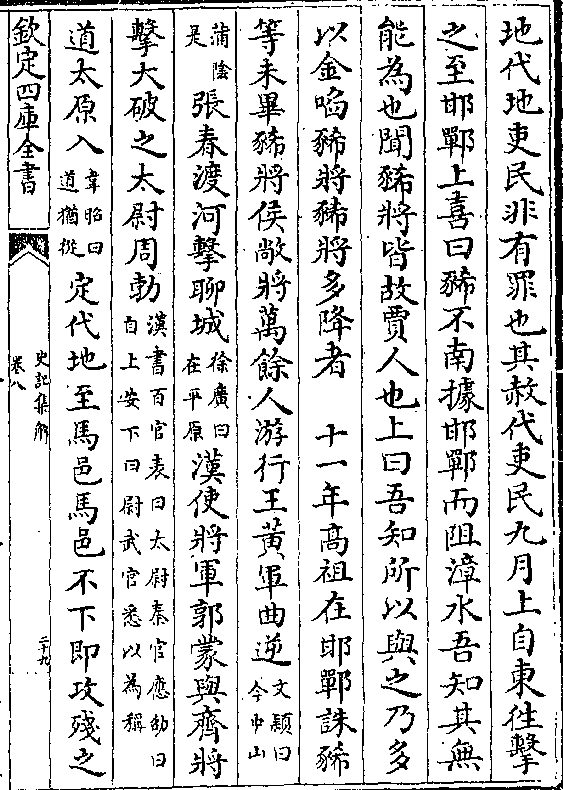 地代地吏民非有罪也其赦代吏民九月上自東往擊
之至邯鄲上喜曰豨不南據邯鄲而阻漳水吾知其無
能為也聞豨將皆故賈人也上曰吾知所以與之乃多
以金啗豨將豨將多降者　十一年高祖在邯鄲誅豨
等未畢豨將侯敞將萬餘人游行王黃軍曲逆文頴曰今中山
蒲陰是張春渡河擊聊城徐廣曰在平原漢使將軍郭蒙與齊將
擊大破之太尉周勃漢書百官表曰太尉秦官應劭曰自上安下曰尉武官悉以為稱
道太原入韋昭曰道猶從定代地至馬邑馬邑不下即攻殘之
欽定四庫全書
史記集解
卷八
二十九